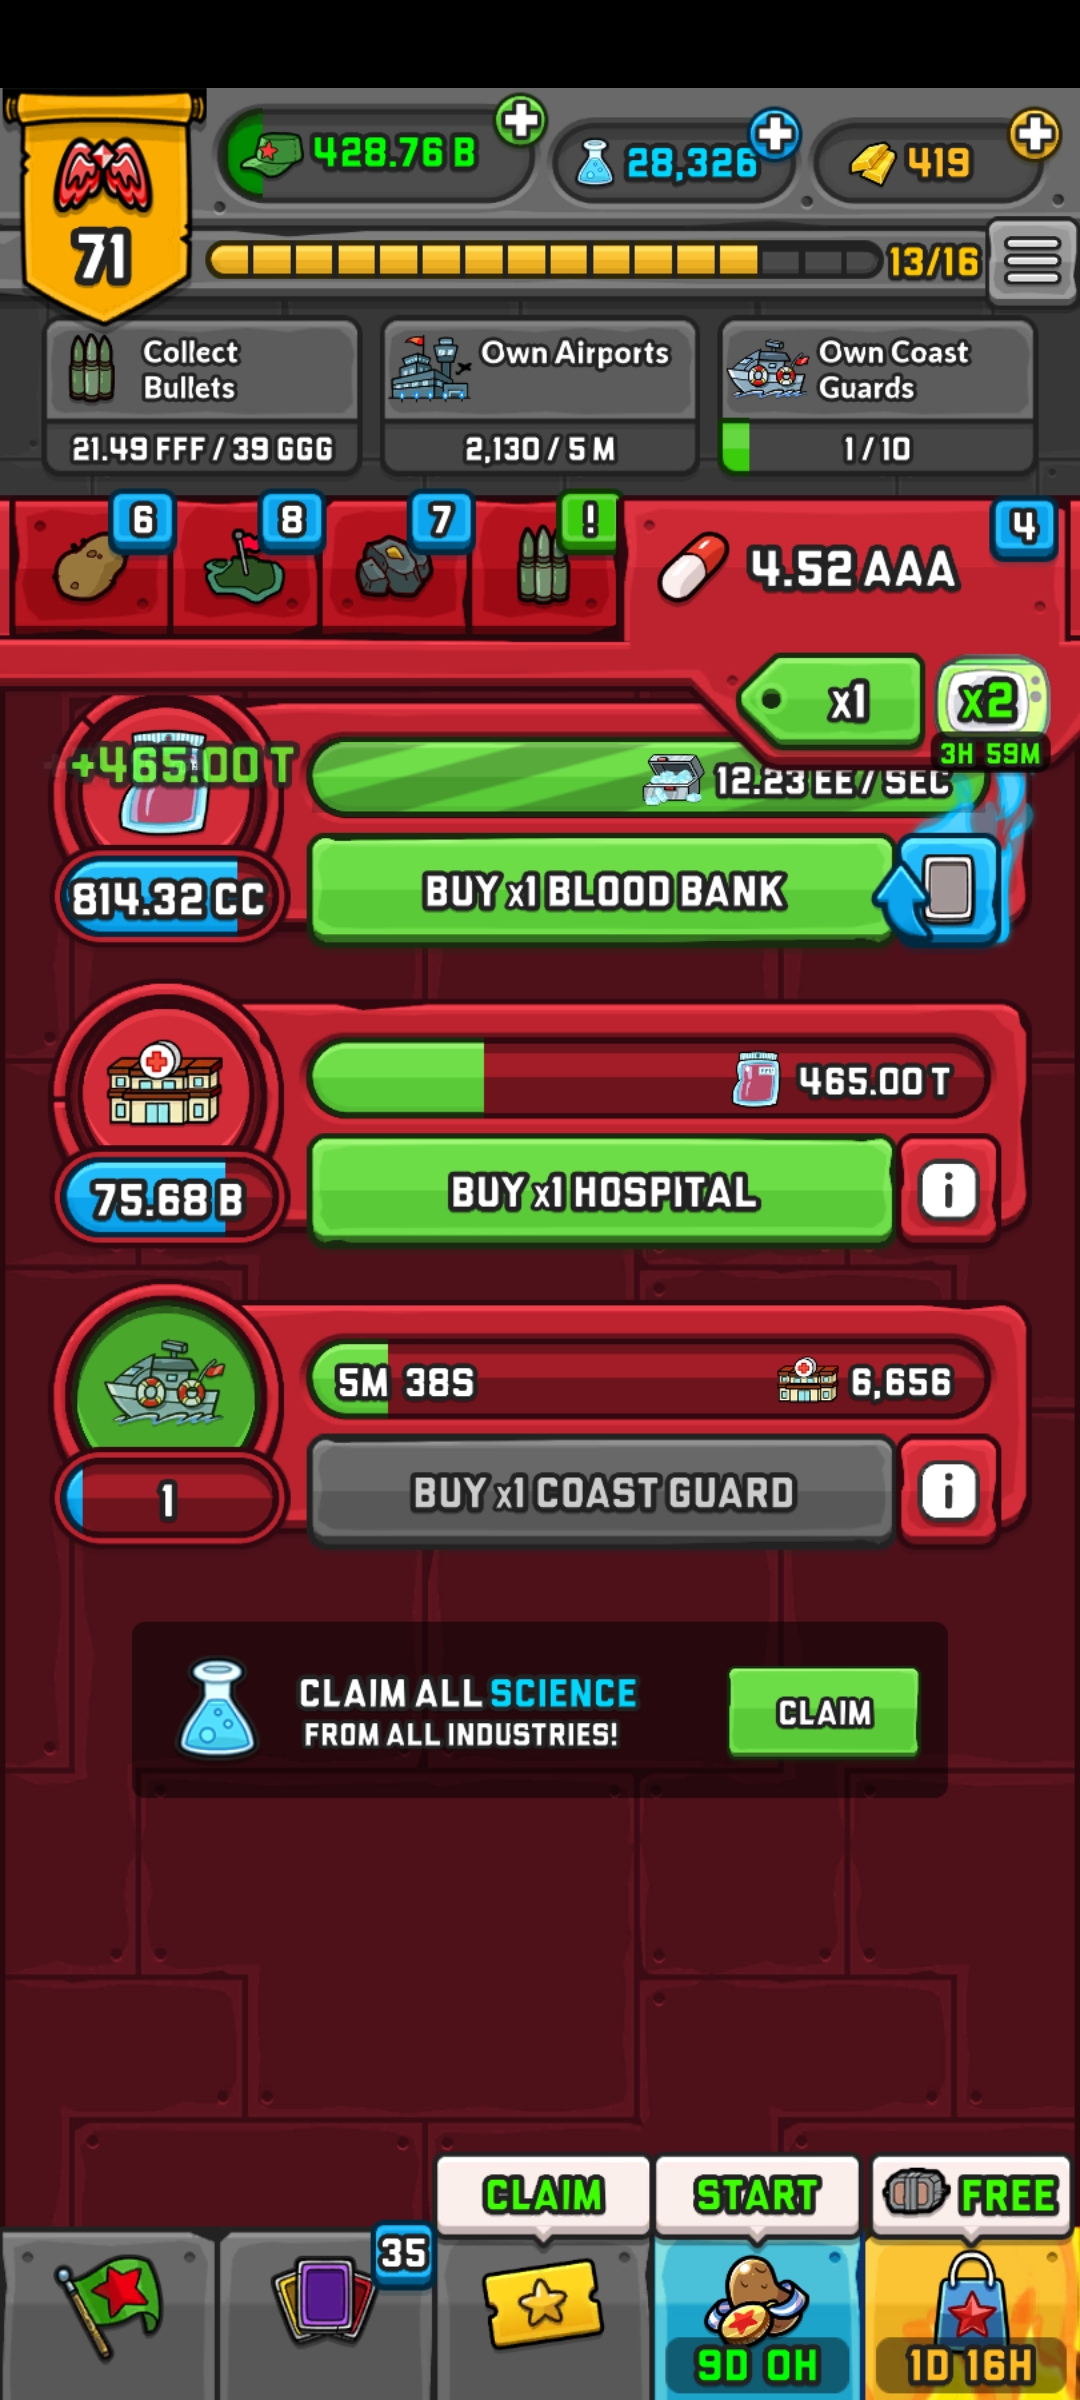 71
428.76 B
28,326
419
13/16
Collect
Bullets
21.49 FFF / 39 GGG
Own Airports
2,130 / 5 M
Own Coast
Guards
1 / 10
6
8
7
!
4.52 AAA
4
x1
x2
3H 59M
+465.00 T
12.23 EE / SEC
814.32 CC
BUY x1 BLOOD BANK
465.00 T
75.68 B
BUY x1 HOSPITAL
i
5M 38S
6,656
1
BUY x1 COAST GUARD
i
CLAIM ALL SCIENCE
FROM ALL INDUSTRIES!
CLAIM
CLAIM
START
FREE
35
9D 0H
1D 16H